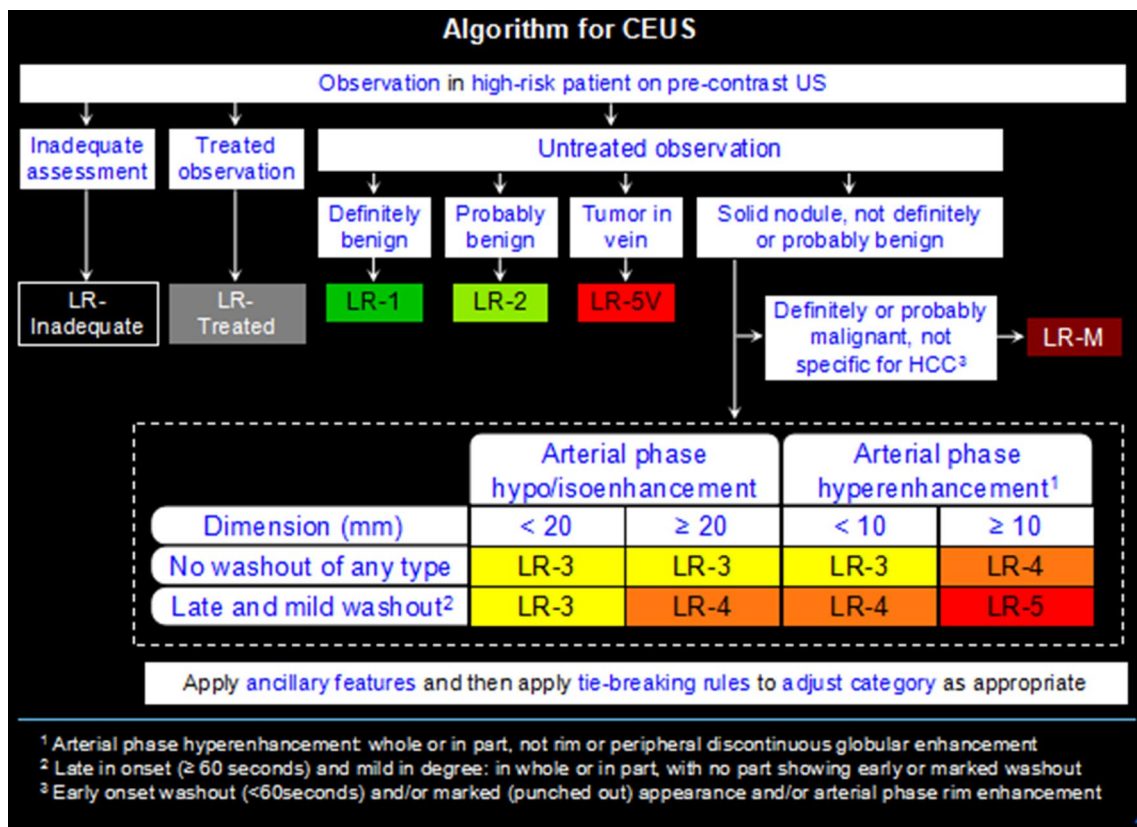 Algorithm for CEUS
Observation in high-risk patient on pre-contrast US
Inadequate
assessment
Treated
observation
Untreated observation
Definitely
benign
Probably
benign
Tumor in
vein
Solid nodule, not definitely
or probably benign
LR-
Inadequate
LR-
Treated
LR-1
LR-2
LR-5V
Definitely or probably
malignant, not
specific for HCC³
LR-M
Arterial phase
hypo/isoenhancement
Arterial phase
hyperenhancement¹
Dimension (mm) < 20 ≥ 20 < 10 ≥ 10
No washout of any type LR-3 LR-3 LR-3 LR-4
Late and mild washout² LR-3 LR-4 LR-4 LR-5
Apply ancillary features and then apply tie-breaking rules to adjust category as appropriate
¹ Arterial phase hyperenhancement: whole or in part, not rim or peripheral discontinuous globular enhancement
² Late in onset (≥ 60 seconds) and mild in degree: in whole or in part, with no part showing early or marked washout
³ Early onset washout (<60seconds) and/or marked (punched out) appearance and/or arterial phase rim enhancement